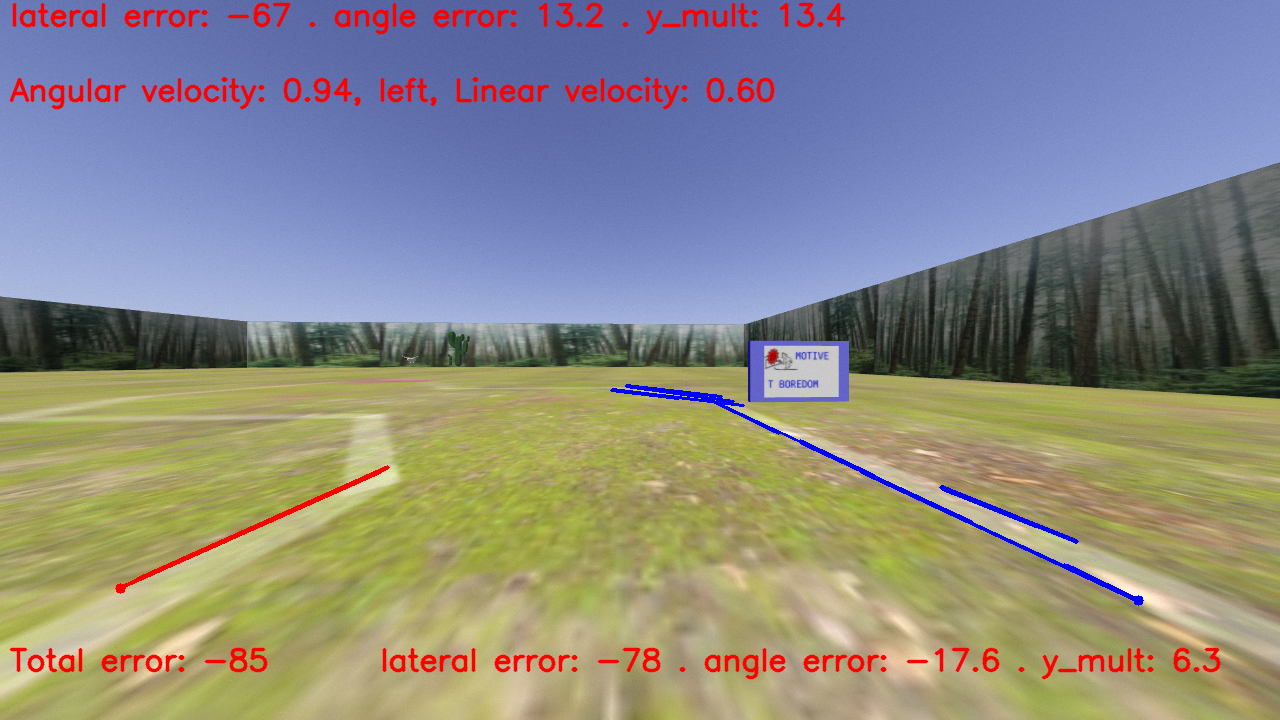 lateral error: -67 . angle error: 13.2 . y_mult: 13.4
Angular velocity: 0.94, left, Linear velocity: 0.60
MOTIVE
T BOREDOM
Total error: -85 lateral error: -78 . angle error: -17.6 . y_mult: 6.3